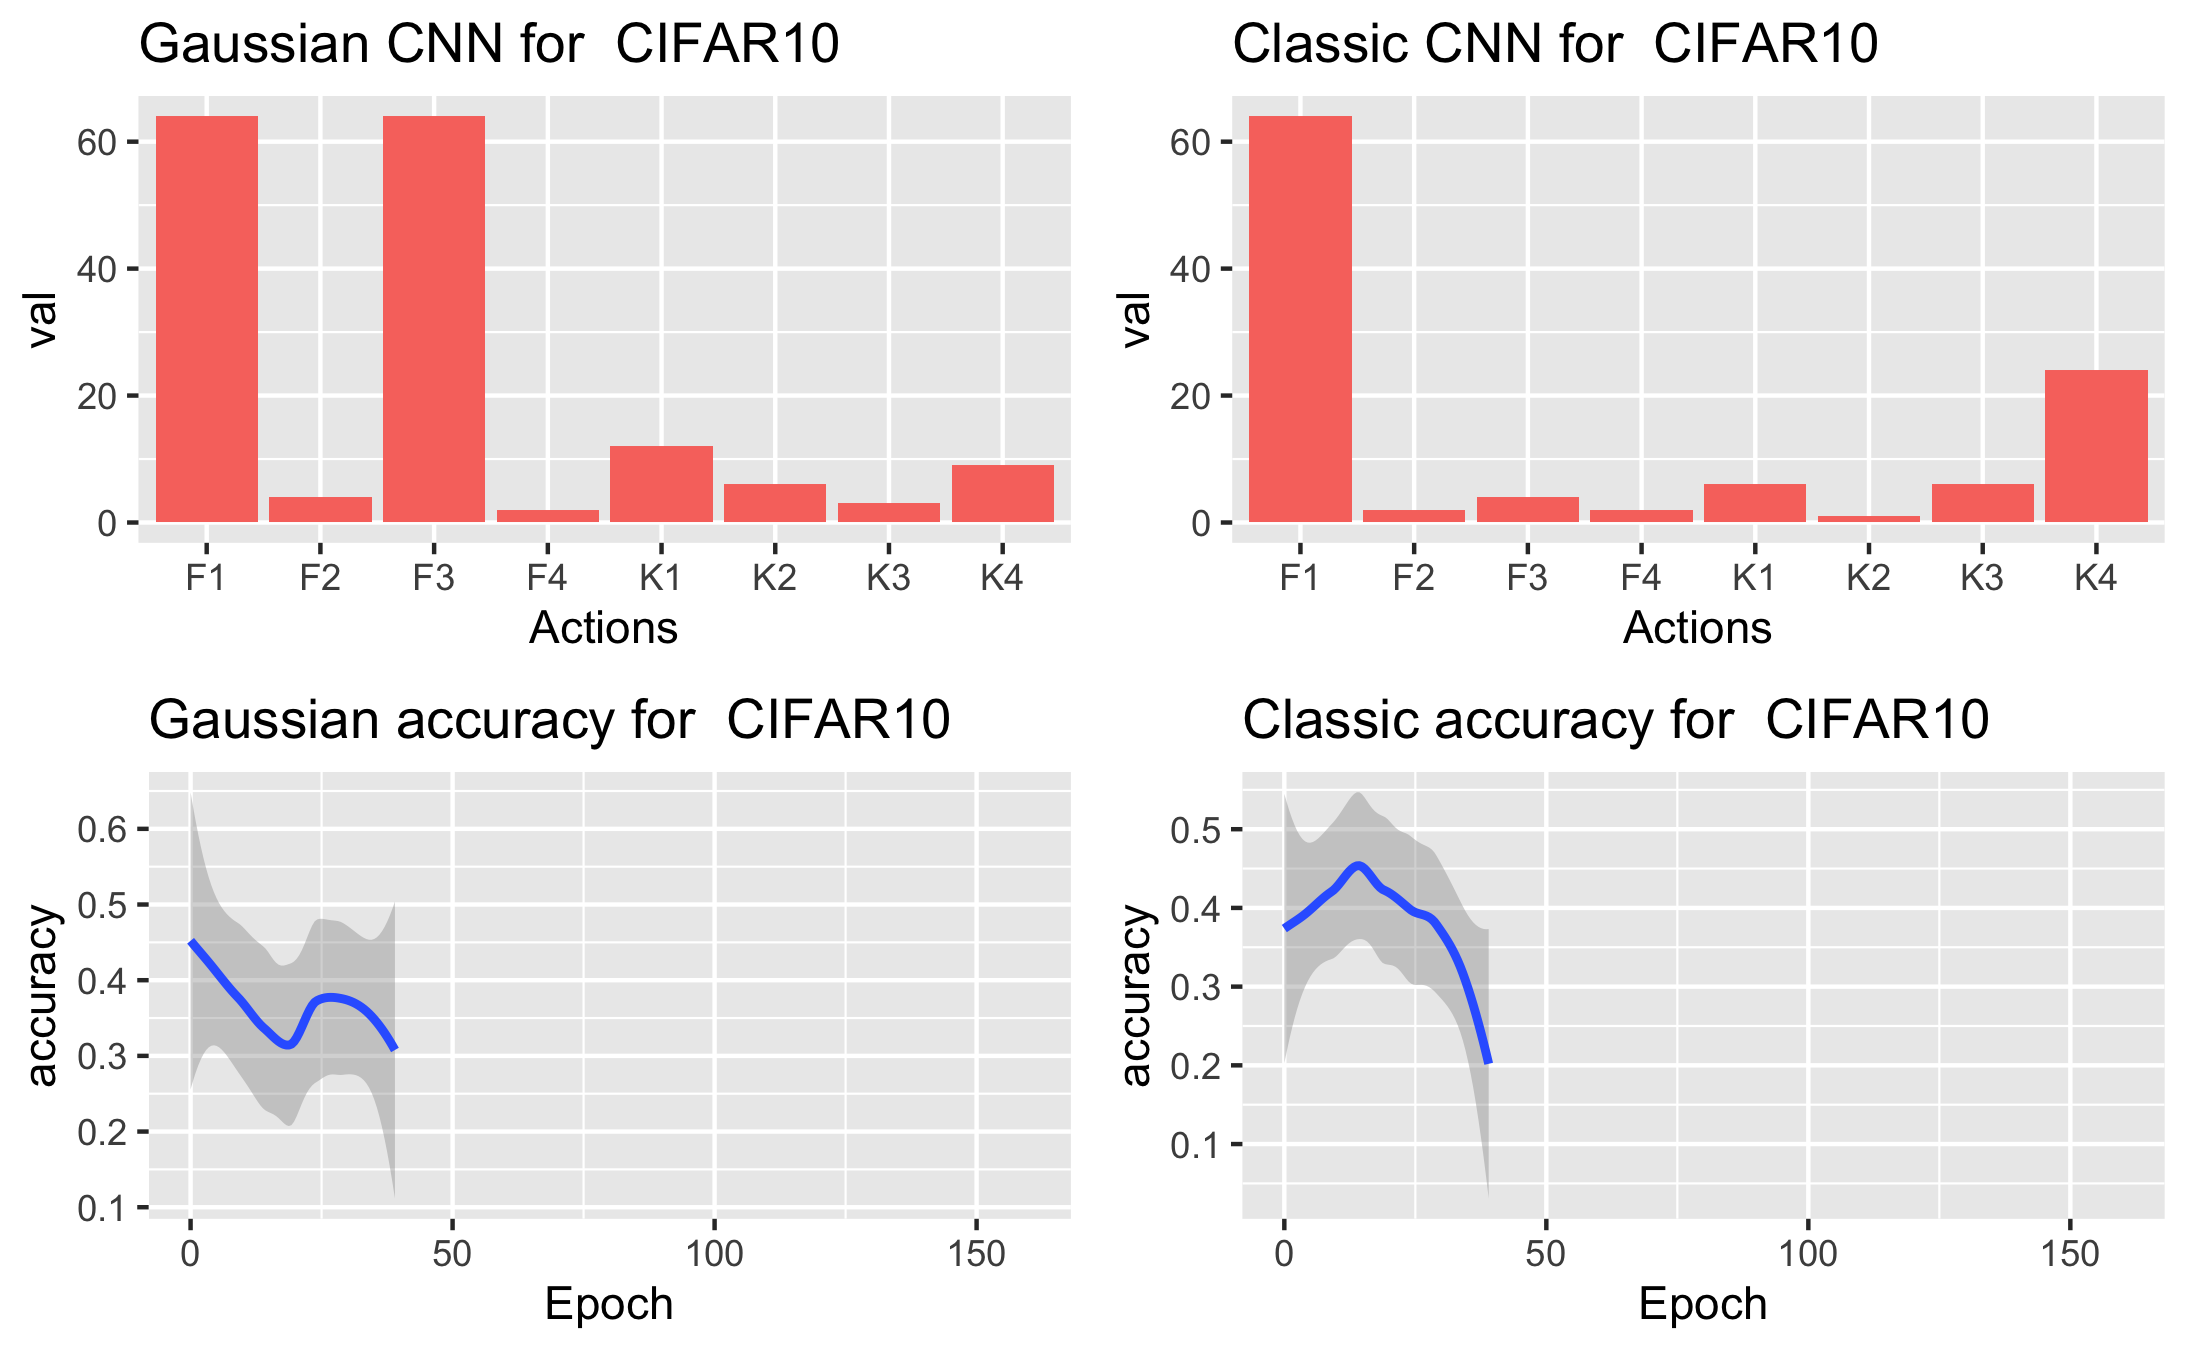 Gaussian CNN for  CIFAR10
60
40
20
0
val
F1 F2 F3 F4 K1 K2 K3 K4
Actions
Classic CNN for  CIFAR10
60
40
20
0
val
F1 F2 F3 F4 K1 K2 K3 K4
Actions
Gaussian accuracy for  CIFAR10
0.6
0.5
0.4
0.3
0.2
0.1
accuracy
0 50 100 150
Epoch
Classic accuracy for  CIFAR10
0.5
0.4
0.3
0.2
0.1
accuracy
0 50 100 150
Epoch